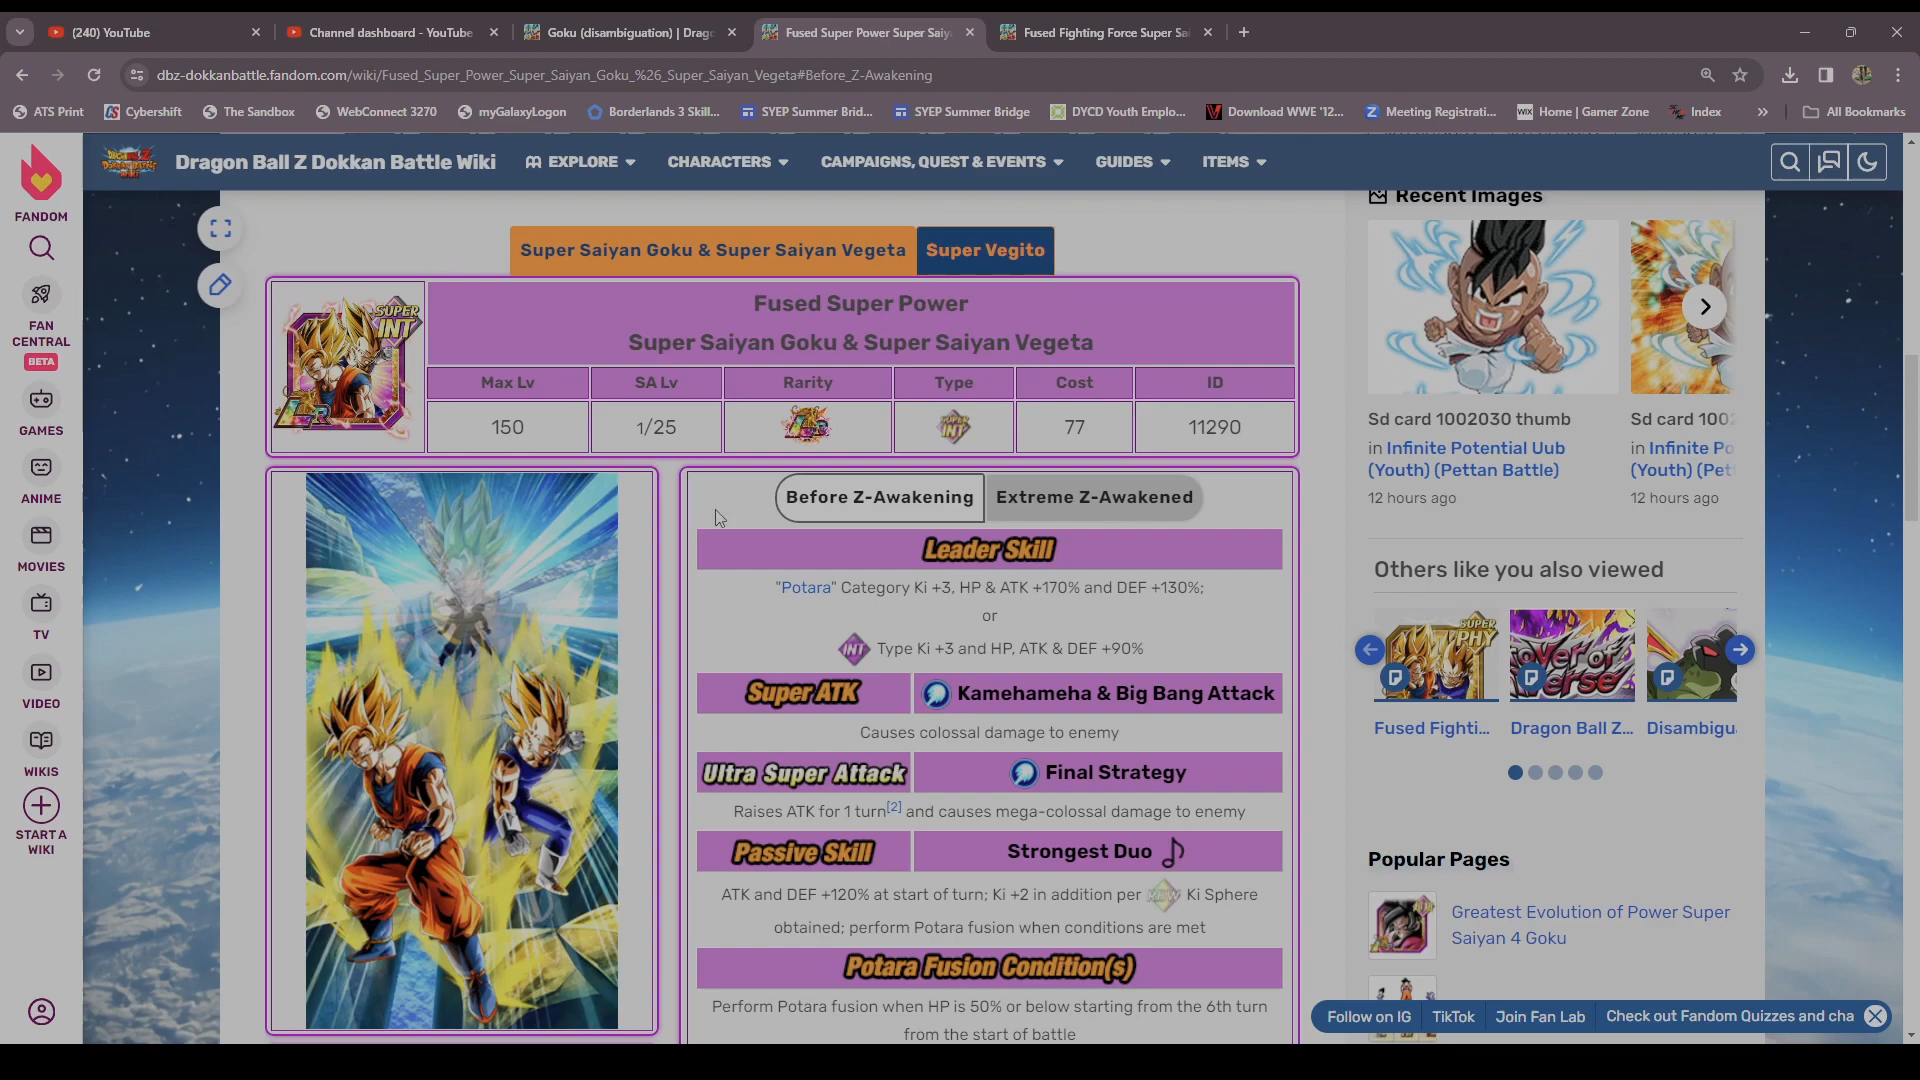 (240) YouTube
Channel dashboard - YouTube
Goku (disambiguation) | Drag
Fused Super Power Super Saiy
Fused Fighting Force Super Sa
dbz-dokkanbattle.fandom.com/wiki/Fused_Super_Power_Super_Saiyan_Goku_%26_Super_Saiyan_Vegeta#Before_Z-Awakening
ATS Print
Cybershift
The Sandbox
WebConnect 3270
myGalaxyLogon
Borderlands 3 Skill...
SYEP Summer Brid...
SYEP Summer Bridge
DYCD Youth Emplo...
Download WWE '12...
Meeting Registrati...
Home | Gamer Zone
Index
All Bookmarks
Dragon Ball Z Dokkan Battle Wiki
EXPLORE
CHARACTERS
CAMPAIGNS, QUEST & EVENTS
GUIDES
ITEMS
FANDOM
FAN CENTRAL
BETA
GAMES
ANIME
MOVIES
TV
VIDEO
WIKIS
START A WIKI
Super Saiyan Goku & Super Saiyan Vegeta
Super Vegito
SUPER INT
LR
Fused Super Power
Super Saiyan Goku & Super Saiyan Vegeta
Max Lv
SA Lv
Rarity
Type
Cost
ID
150
1/25
LR
SUPER INT
77
11290
Before Z-Awakening
Extreme Z-Awakened
Leader Skill
"Potara" Category Ki +3, HP & ATK +170% and DEF +130%;
or
INT Type Ki +3 and HP, ATK & DEF +90%
Super ATK
Kamehameha & Big Bang Attack
Causes colossal damage to enemy
Ultra Super Attack
Final Strategy
Raises ATK for 1 turn[2] and causes mega-colossal damage to enemy
Passive Skill
Strongest Duo
ATK and DEF +120% at start of turn; Ki +2 in addition per
Ki Sphere
obtained; perform Potara fusion when conditions are met
Potara Fusion Condition(s)
Perform Potara fusion when HP is 50% or below starting from the 6th turn
from the start of battle
Recent Images
Sd card 1002030 thumb
in Infinite Potential Uub
(Youth) (Pettan Battle)
12 hours ago
Sd card 100
in Infinite Po
(Youth) (Pet
12 hours ago
Others like you also viewed
SUPER PHY
Fused Fighti...
Dragon Ball Z...
Disambigu
Popular Pages
Greatest Evolution of Power Super
Saiyan 4 Goku
Follow on IG
TikTok
Join Fan Lab
Check out Fandom Quizzes and cha